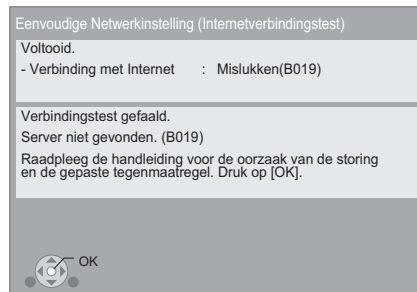 Eenvoudige Netwerkinstelling (Internetverbindingstest)
Voltooid.
- Verbinding met Internet : Mislukken(B019)
Verbindingstest gefaald.
Server niet gevonden. (B019)
Raadpleeg de handleiding voor de oorzaak van de storing
en de gepaste tegenmaatregel. Druk op [OK].
OK